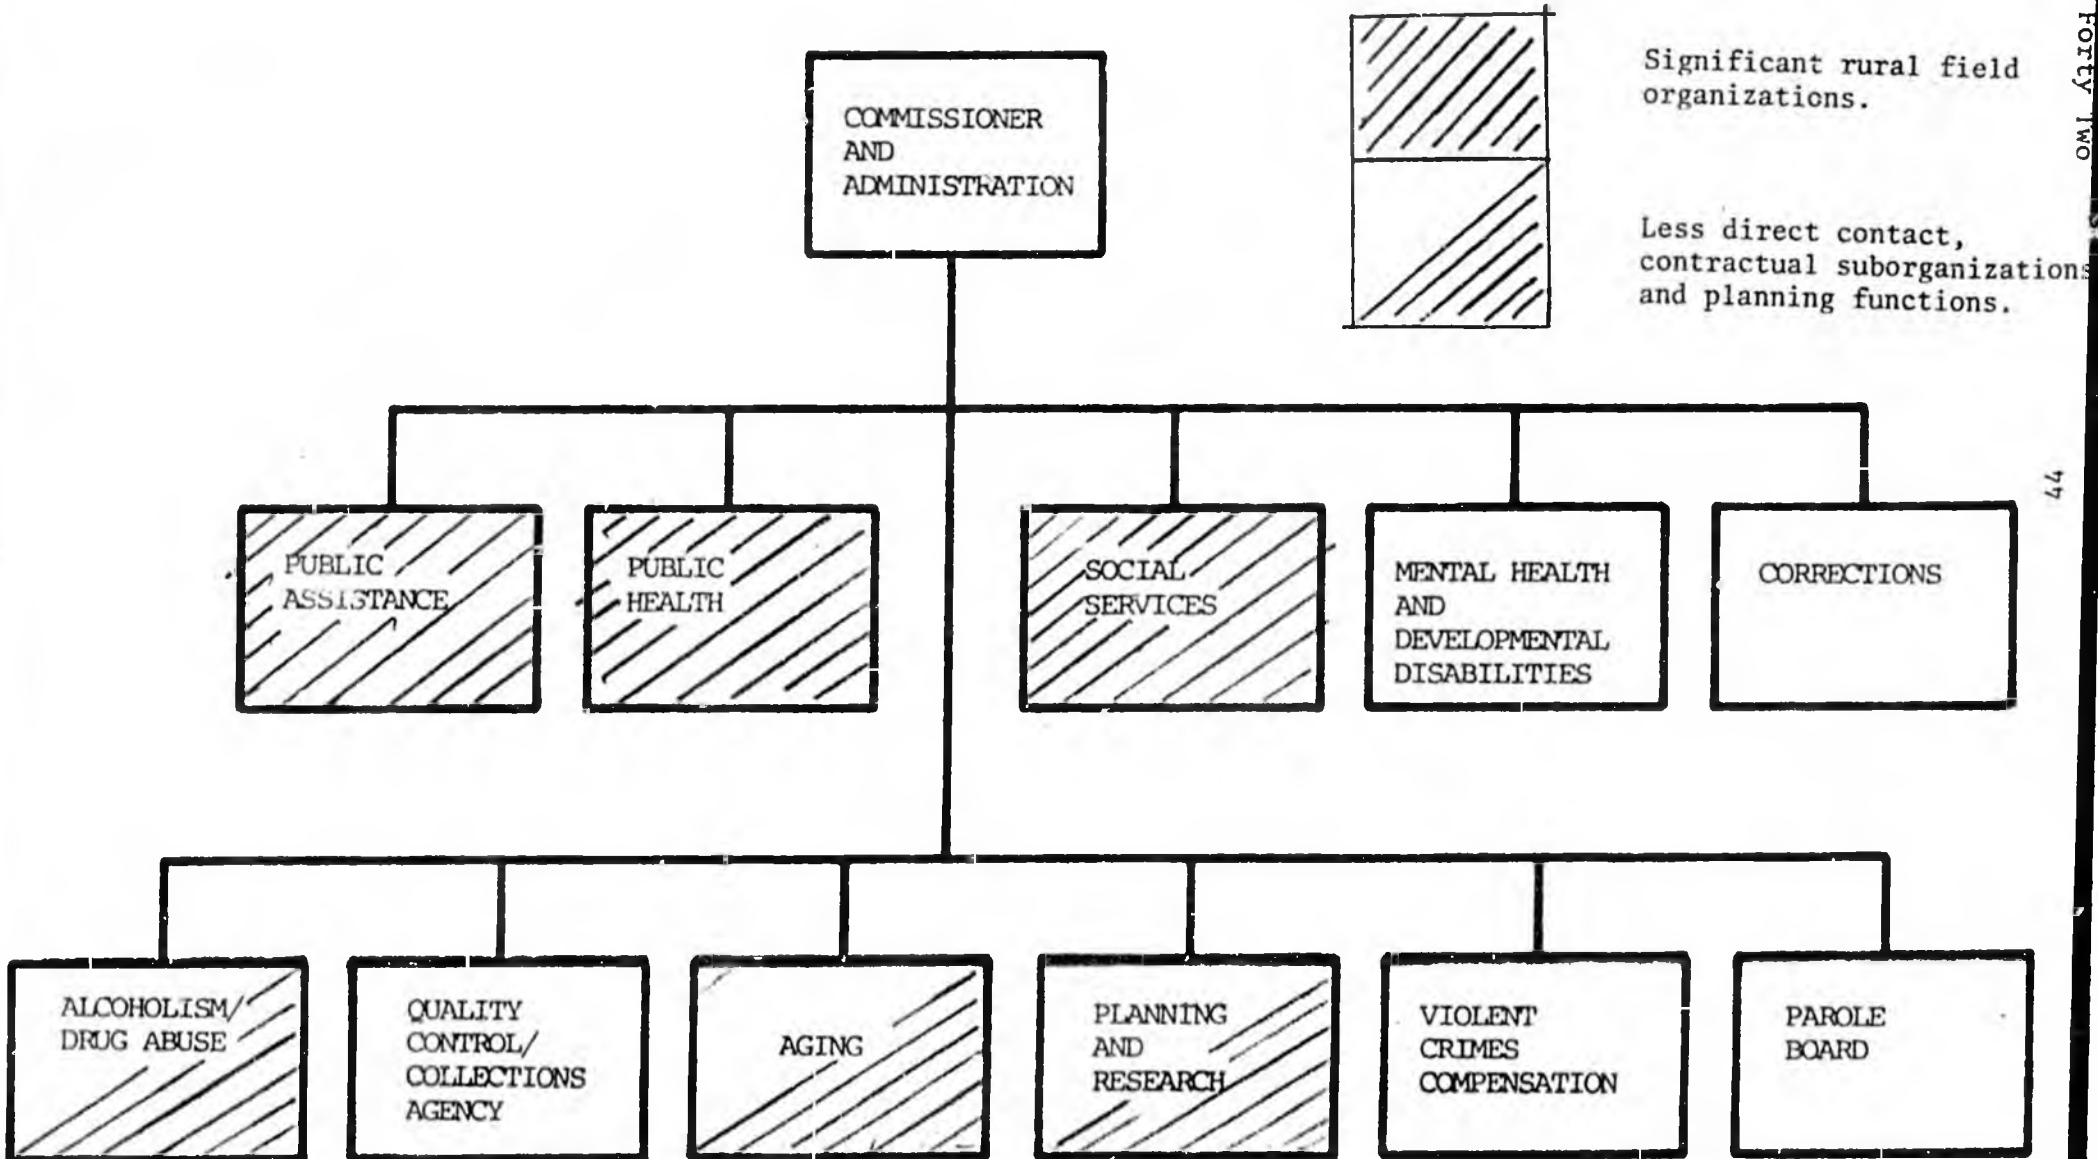 COMMISSIONER
AND
ADMINISTRATION
Significant rural field
organizations.
Less direct contact,
contractual suborganizations
and planning functions.
Forty Two
44
PUBLIC
ASSISTANCE
PUBLIC
HEALTH
SOCIAL
SERVICES
MENTAL HEALTH
AND
DEVELOPMENTAL
DISABILITIES
CORRECTIONS
ALCOHOLISM/
DRUG ABUSE
QUALITY
CONTROL/
COLLECTIONS
AGENCY
AGING
PLANNING
AND
RESEARCH
VIOLENT
CRIMES
COMPENSATION
PAROLE
BOARD